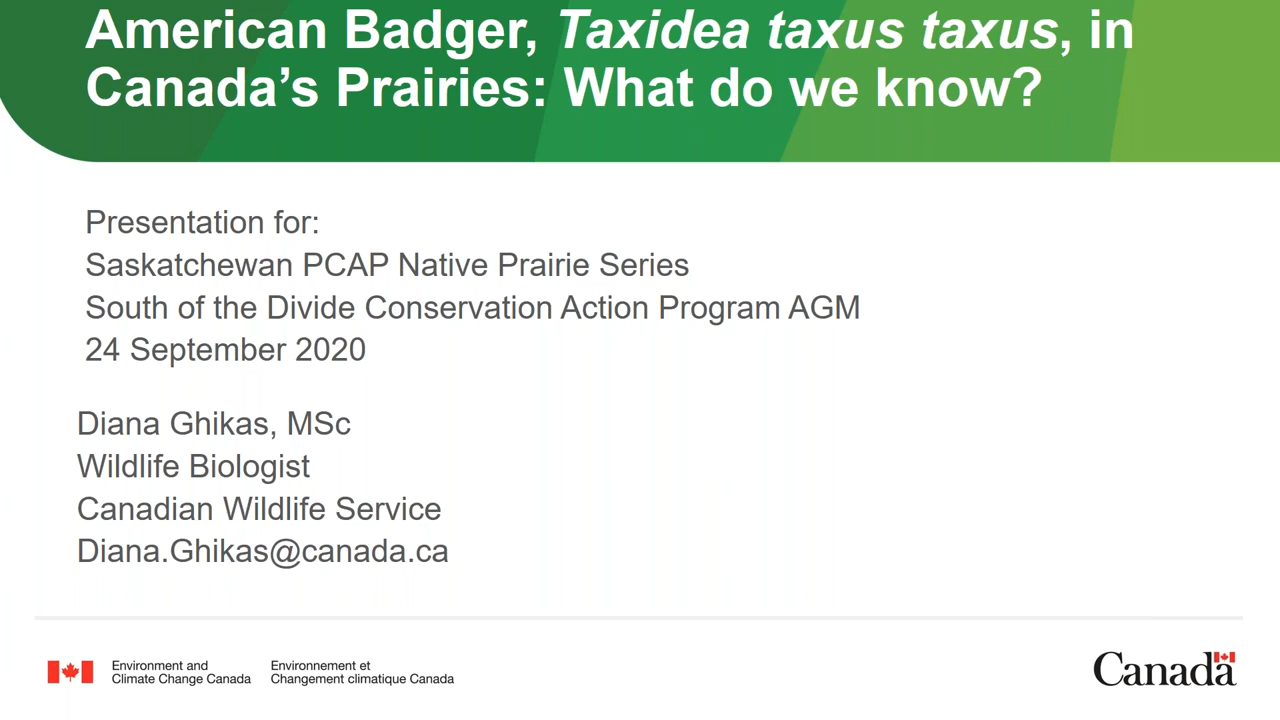 American Badger, Taxidea taxus taxus, in
Canada's Prairies: What do we know?
Presentation for:
Saskatchewan PCAP Native Prairie Series
South of the Divide Conservation Action Program AGM
24 September 2020
Diana Ghikas, MSc
Wildlife Biologist
Canadian Wildlife Service
Diana.Ghikas@canada.ca
Environment and
Climate Change Canada
Environnement et
Changement climatique Canada
Canada